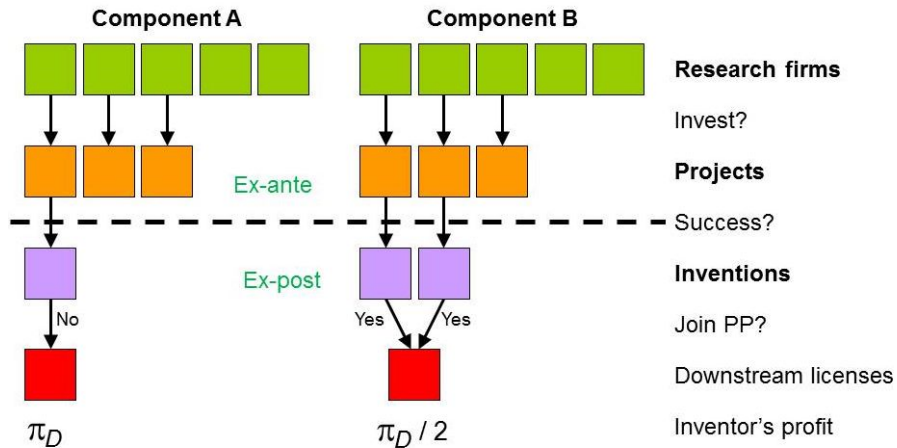 Component A
Component B
Research firms
Invest?
Ex-ante
Projects
Success?
Ex-post
Inventions
No
Yes
Yes
Join PP?
Downstream licenses
π_D
π_D / 2
Inventor's profit